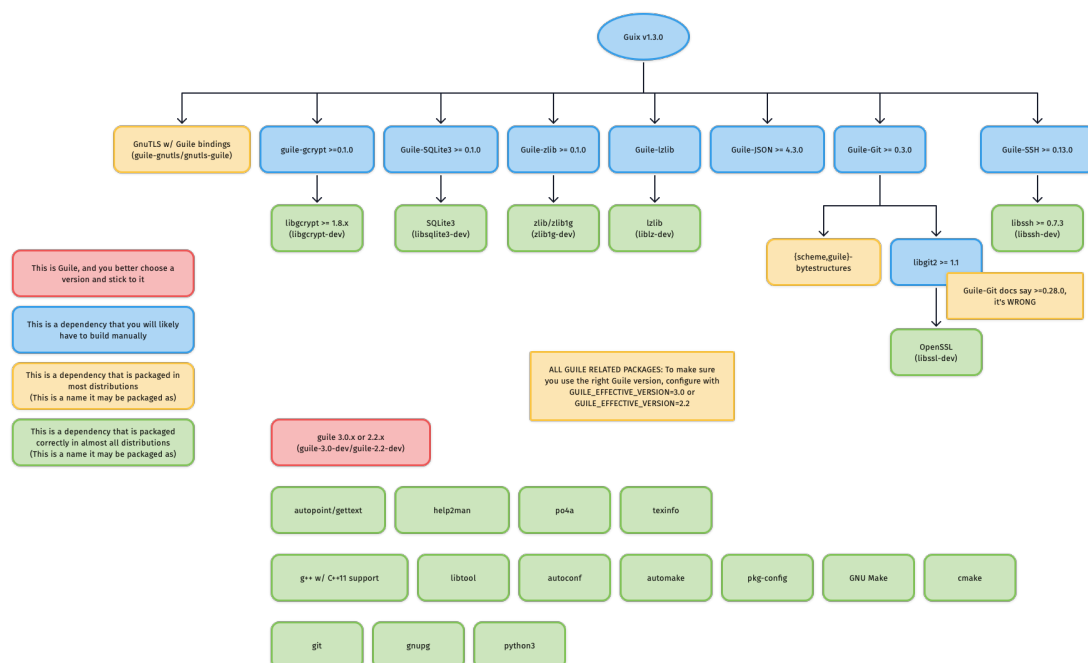 Guix v1.3.0
GnuTLS w/ Guile bindings
(guile-gnutls/gnutls-guile)
guile-gcrypt >=0.1.0
Guile-SQLite3 >= 0.1.0
Guile-zlib >= 0.1.0
Guile-lzlib
Guile-JSON >= 4.3.0
Guile-Git >= 0.3.0
Guile-SSH >= 0.13.0
libgcrypt >= 1.8.x
(libgcrypt-dev)
SQLite3
(libsqlite3-dev)
zlib/zlib1g
(zlib1g-dev)
lzlib
(liblz-dev)
{scheme,guile}-
bytestructures
libgit2 >= 1.1
libssh >= 0.7.3
(libssh-dev)
Guile-Git docs say >=0.28.0,
it's WRONG
OpenSSL
(libssl-dev)
This is Guile, and you better choose a
version and stick to it
This is a dependency that you will likely
have to build manually
This is a dependency that is packaged in
most distributions
(This is a name it may be packaged as)
This is a dependency that is packaged
correctly in almost all distributions
(This is a name it may be packaged as)
ALL GUILE RELATED PACKAGES: To make sure
you use the right Guile version, configure with
GUILE_EFFECTIVE_VERSION=3.0 or
GUILE_EFFECTIVE_VERSION=2.2
guile 3.0.x or 2.2.x
(guile-3.0-dev/guile-2.2-dev)
autopoint/gettext
help2man
po4a
texinfo
g++ w/ C++11 support
libtool
autoconf
automake
pkg-config
GNU Make
cmake
git
gnupg
python3